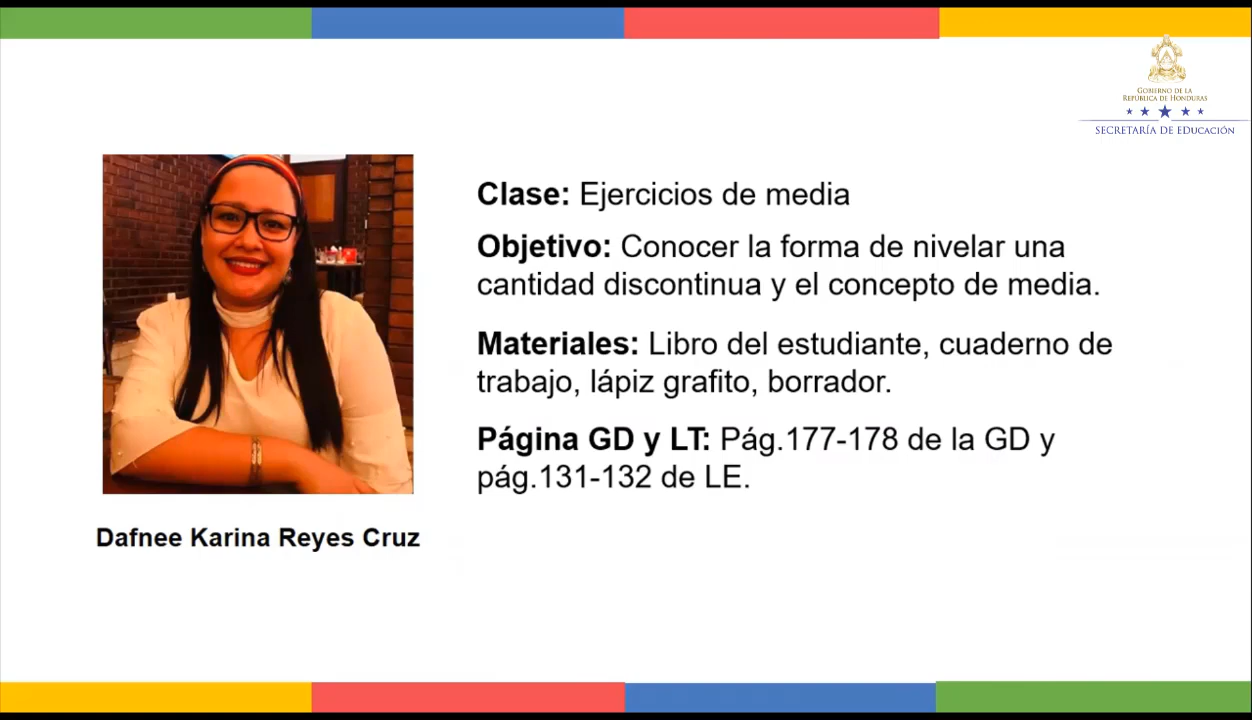 GOBIERNO DE LA
REPÚBLICA DE HONDURAS
SECRETARÍA DE EDUCACIÓN
Clase: Ejercicios de media
Objetivo: Conocer la forma de nivelar una
cantidad discontinua y el concepto de media.
Materiales: Libro del estudiante, cuaderno de
trabajo, lápiz grafito, borrador.
Página GD y LT: Pág.177-178 de la GD y
pág.131-132 de LE.
Dafnee Karina Reyes Cruz